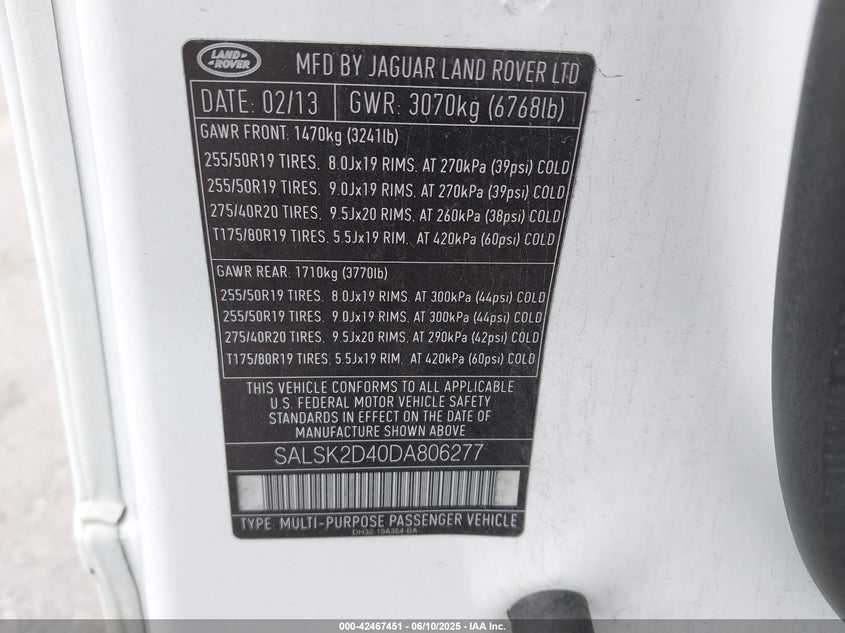 LAND-
-ROVER
MFD BY JAGUAR LAND ROVER LTD
DATE: 02/13 GWR: 3070kg (6768lb)
GAWR FRONT: 1470kg (3241lb)
255/50R19 TIRES. 8.0Jx19 RIMS. AT 270kPa (39psi) COLD
255/50R19 TIRES. 9.0Jx19 RIMS. AT 270kPa (39psi) COLD
275/40R20 TIRES. 9.5Jx20 RIMS. AT 260kPa (38psi) COLD
T175/80R19 TIRES. 5.5Jx19 RIM. AT 420kPa (60psi) COLD
GAWR REAR: 1710kg (3770lb)
255/50R19 TIRES. 8.0Jx19 RIMS. AT 300kPa (44psi) COLD
255/50R19 TIRES. 9.0Jx19 RIMS. AT 300kPa (44psi) COLD
275/40R20 TIRES. 9.5Jx20 RIMS. AT 290kPa (42psi) COLD
T175/80R19 TIRES. 5.5Jx19 RIM. AT 420kPa (60psi) COLD
THIS VEHICLE CONFORMS TO ALL APPLICABLE
U.S. FEDERAL MOTOR VEHICLE SAFETY
STANDARDS IN EFFECT ON THE DATE OF
MANUFACTURE SHOWN ABOVE
SALSK2D40DA806277
TYPE: MULTI-PURPOSE PASSENGER VEHICLE
DH32-19A354-BA
000-42467451 - 06/10/2025 - IAA Inc.